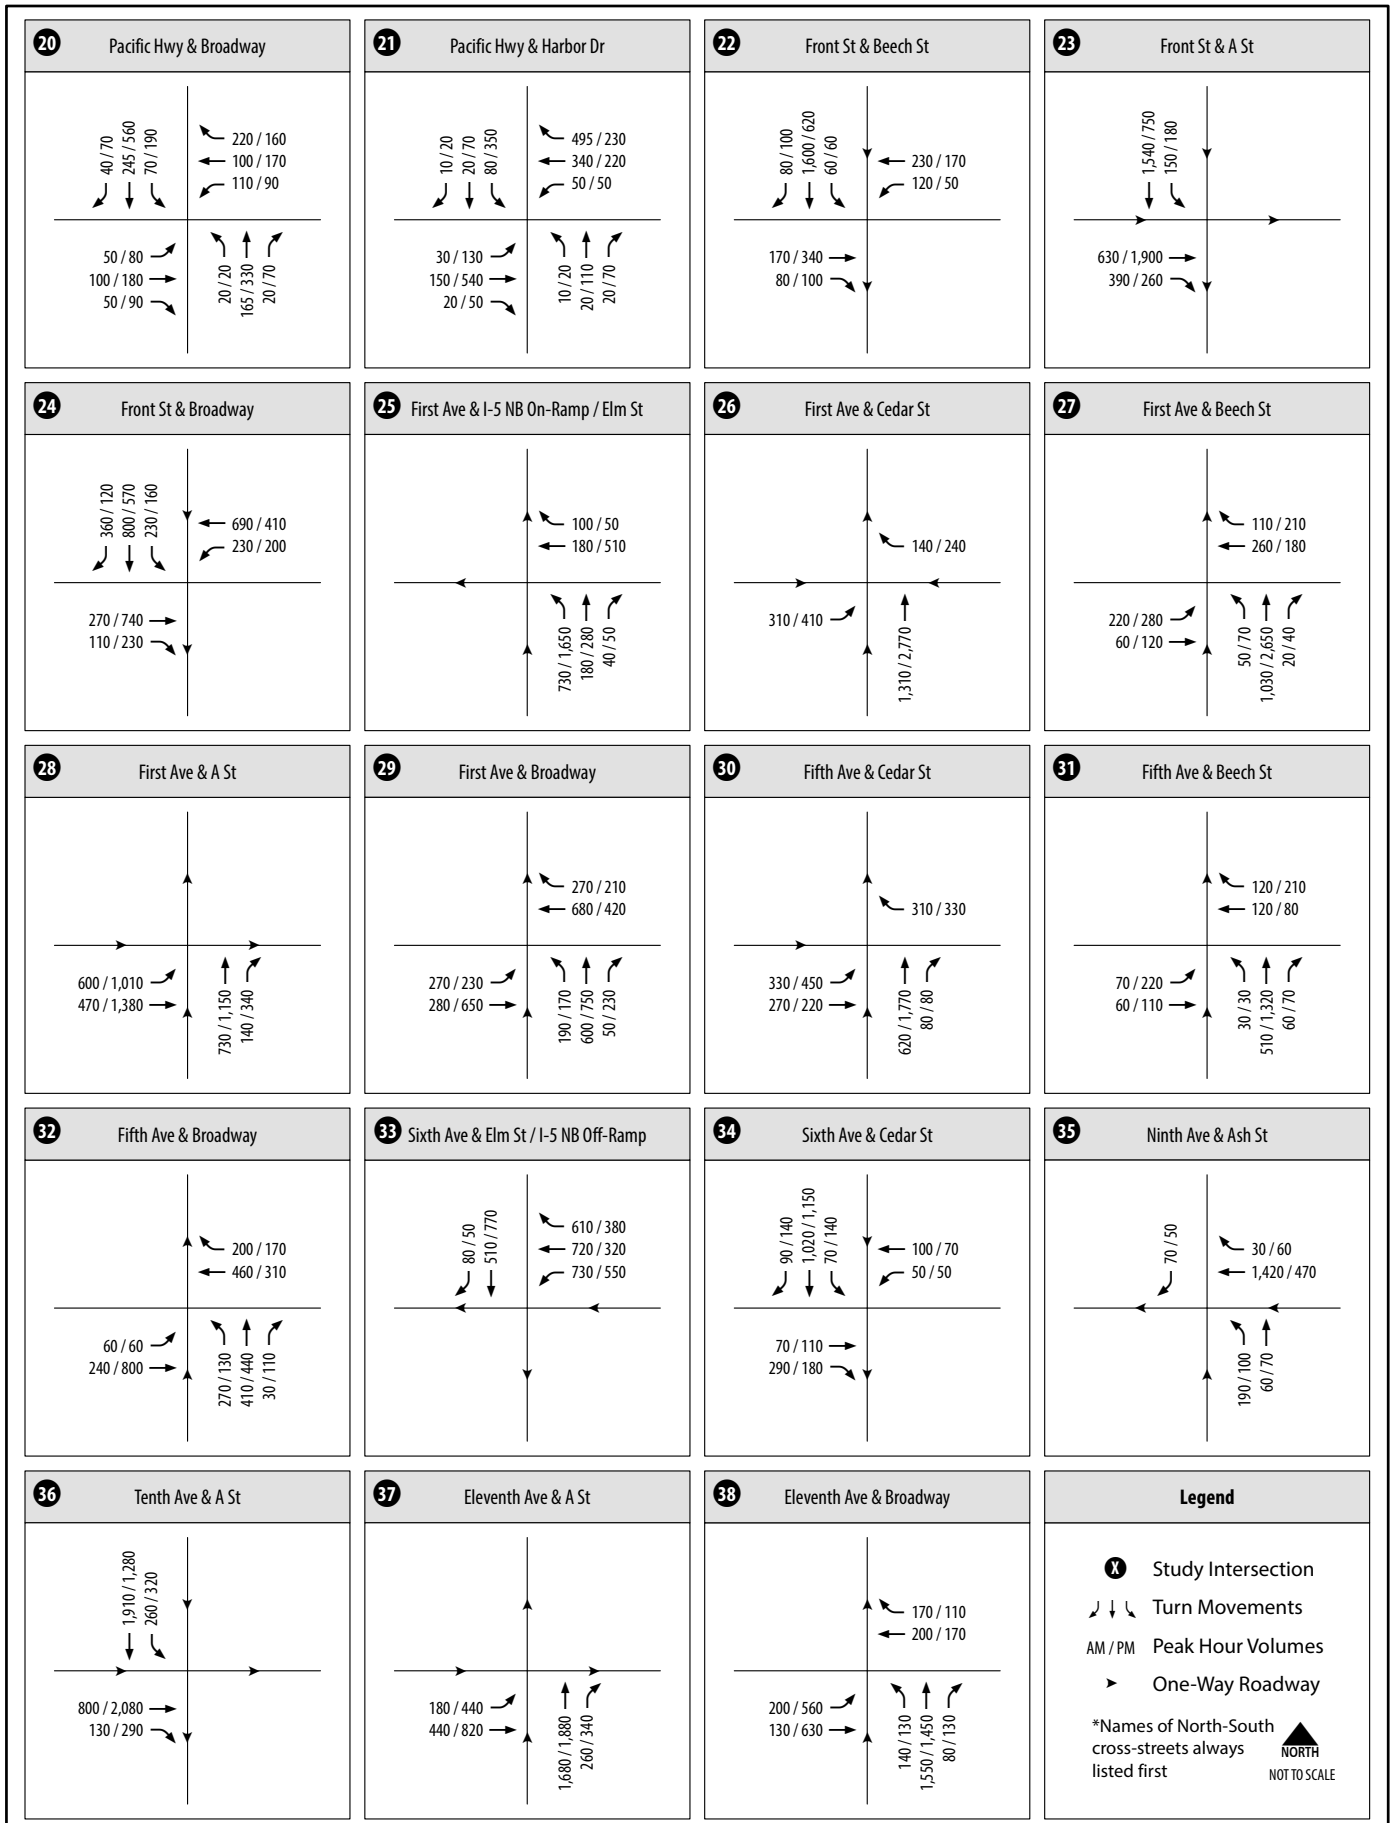 20 Pacific Hwy & Broadway
40 / 70
245 / 560
70 / 190
220 / 160
100 / 170
110 / 90
50 / 80
100 / 180
50 / 90
20 / 20
165 / 330
20 / 70
21 Pacific Hwy & Harbor Dr
10 / 20
20 / 70
80 / 350
495 / 230
340 / 220
50 / 50
30 / 130
150 / 540
20 / 50
10 / 20
20 / 110
20 / 70
22 Front St & Beech St
80 / 100
1,600 / 620
60 / 60
230 / 170
120 / 50
170 / 340
80 / 100
23 Front St & A St
1,540 / 750
150 / 180
630 / 1,900
390 / 260
24 Front St & Broadway
360 / 120
800 / 570
230 / 160
690 / 410
230 / 200
270 / 740
110 / 230
25 First Ave & I-5 NB On-Ramp / Elm St
100 / 50
180 / 510
730 / 1,650
180 / 280
40 / 50
26 First Ave & Cedar St
140 / 240
310 / 410
1,310 / 2,770
27 First Ave & Beech St
110 / 210
260 / 180
220 / 280
60 / 120
50 / 70
1,030 / 2,650
20 / 40
28 First Ave & A St
600 / 1,010
470 / 1,380
730 / 1,150
140 / 340
29 First Ave & Broadway
270 / 210
680 / 420
270 / 230
280 / 650
190 / 170
600 / 750
50 / 230
30 Fifth Ave & Cedar St
310 / 330
330 / 450
270 / 220
620 / 1,770
80 / 80
31 Fifth Ave & Beech St
120 / 210
120 / 80
70 / 220
60 / 110
30 / 30
510 / 1,320
60 / 70
32 Fifth Ave & Broadway
200 / 170
460 / 310
60 / 60
240 / 800
270 / 130
410 / 440
30 / 110
33 Sixth Ave & Elm St / I-5 NB Off-Ramp
80 / 50
510 / 770
610 / 380
720 / 320
730 / 550
34 Sixth Ave & Cedar St
90 / 140
1,020 / 1,150
70 / 140
100 / 70
50 / 50
70 / 110
290 / 180
35 Ninth Ave & Ash St
70 / 50
30 / 60
1,420 / 470
190 / 100
60 / 70
36 Tenth Ave & A St
1,910 / 1,280
260 / 320
800 / 2,080
130 / 290
37 Eleventh Ave & A St
180 / 440
440 / 820
1,680 / 1,880
260 / 340
38 Eleventh Ave & Broadway
170 / 110
200 / 170
200 / 560
130 / 630
140 / 130
1,550 / 1,450
80 / 130
Legend
X Study Intersection
Turn Movements
AM / PM Peak Hour Volumes
One-Way Roadway
*Names of North-South
cross-streets always
listed first
NORTH
NOT TO SCALE